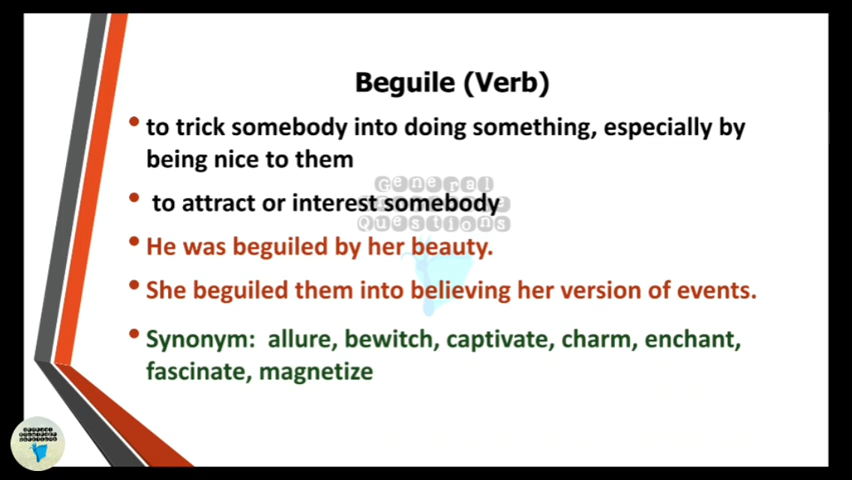 Beguile (Verb)
• to trick somebody into doing something, especially by
being nice to them
• to attract or interest somebody
• He was beguiled by her beauty.
• She beguiled them into believing her version of events.
• Synonym: allure, bewitch, captivate, charm, enchant,
fascinate, magnetize
General
Questions